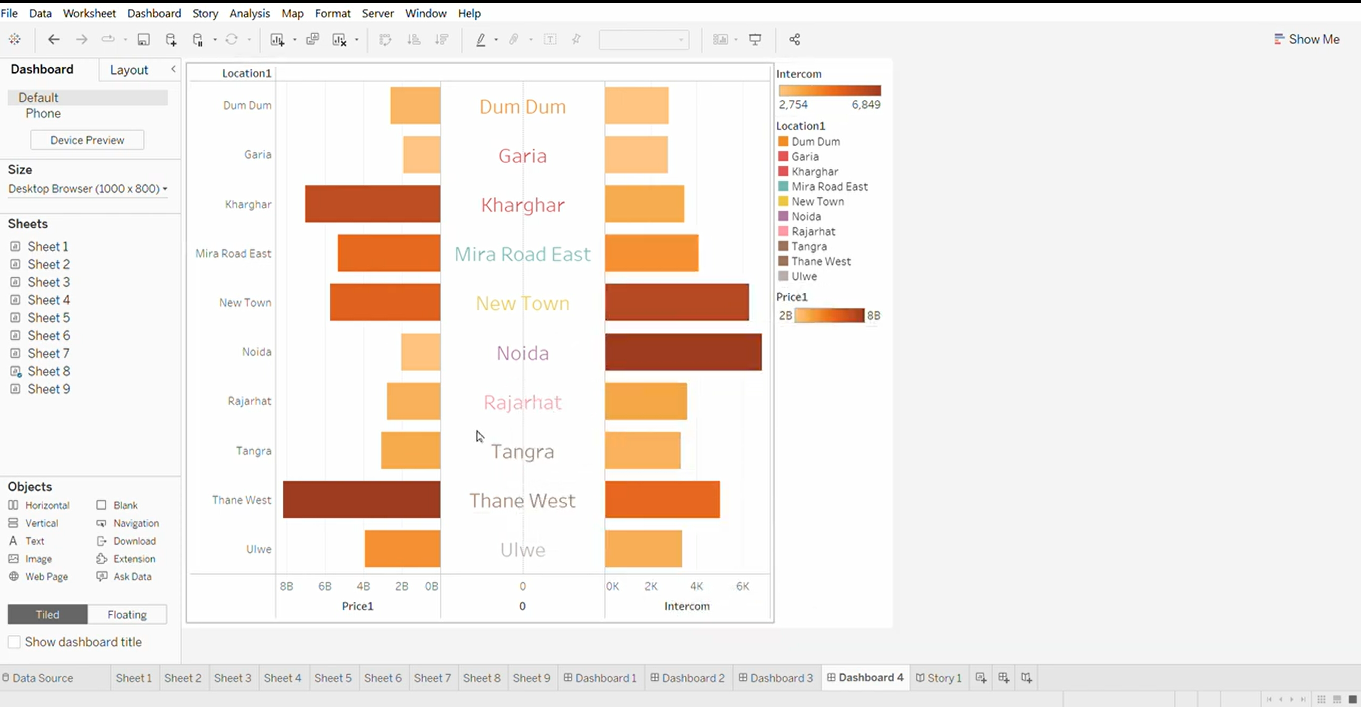 File Data Worksheet Dashboard Story Analysis Map Format Server Window Help
Show Me
Dashboard Layout
Default
Phone
Device Preview
Size
Desktop Browser (1000 x 800)
Sheets
Sheet 1
Sheet 2
Sheet 3
Sheet 4
Sheet 5
Sheet 6
Sheet 7
Sheet 8
Sheet 9
Objects
Horizontal Blank
Vertical Navigation
Text Download
Image Extension
Web Page Ask Data
Tiled Floating
Show dashboard title
Location1
Dum Dum Dum Dum
Garia Garia
Kharghar Kharghar
Mira Road East Mira Road East
New Town New Town
Noida Noida
Rajarhat Rajarhat
Tangra Tangra
Thane West Thane West
Ulwe Ulwe
8B 6B 4B 2B 0B 0 0K 2K 4K 6K
Price1 0 Intercom
Intercom
2,754 6,849
Location1
Dum Dum
Garia
Kharghar
Mira Road East
New Town
Noida
Rajarhat
Tangra
Thane West
Ulwe
Price1
2B 8B
Data Source Sheet 1 Sheet 2 Sheet 3 Sheet 4 Sheet 5 Sheet 6 Sheet 7 Sheet 8 Sheet 9 Dashboard 1 Dashboard 2 Dashboard 3 Dashboard 4 Story 1